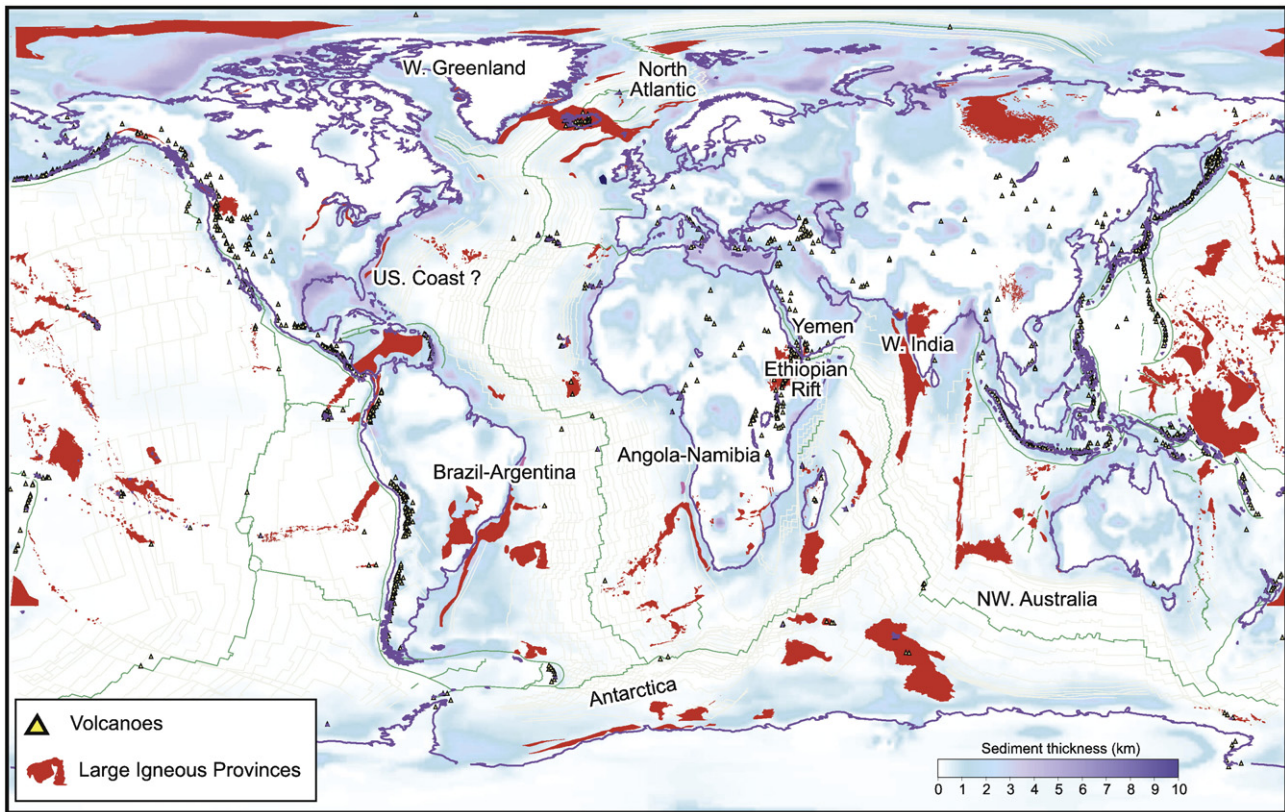 W. Greenland
North
Atlantic
US. Coast ?
Yemen
W. India
Ethiopian
Rift
Angola-Namibia
Brazil-Argentina
NW. Australia
Antarctica
Volcanoes
Large Igneous Provinces
Sediment thickness (km)
0 1 2 3 4 5 6 7 8 9 10